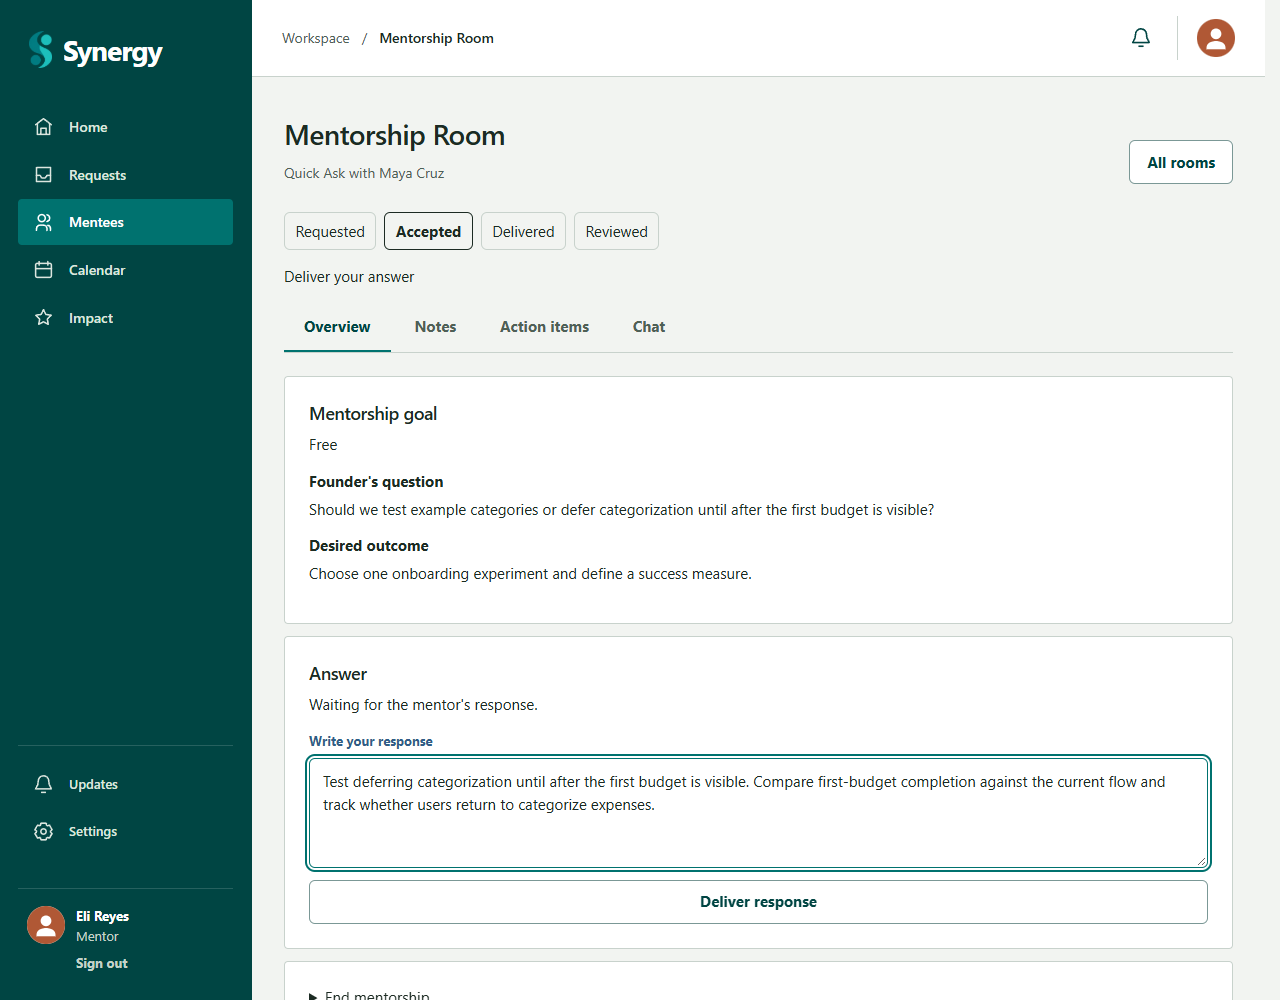 Synergy
Home
Requests
Mentees
Calendar
Impact
Updates
Settings
Eli Reyes
Mentor
Sign out
Workspace / Mentorship Room
Mentorship Room
Quick Ask with Maya Cruz
All rooms
Requested
Accepted
Delivered
Reviewed
Deliver your answer
Overview
Notes
Action items
Chat
Mentorship goal
Free
Founder's question
Should we test example categories or defer categorization until after the first budget is visible?
Desired outcome
Choose one onboarding experiment and define a success measure.
Answer
Waiting for the mentor's response.
Write your response
Test deferring categorization until after the first budget is visible. Compare first-budget completion against the current flow and
track whether users return to categorize expenses.
Deliver response
End mentorship